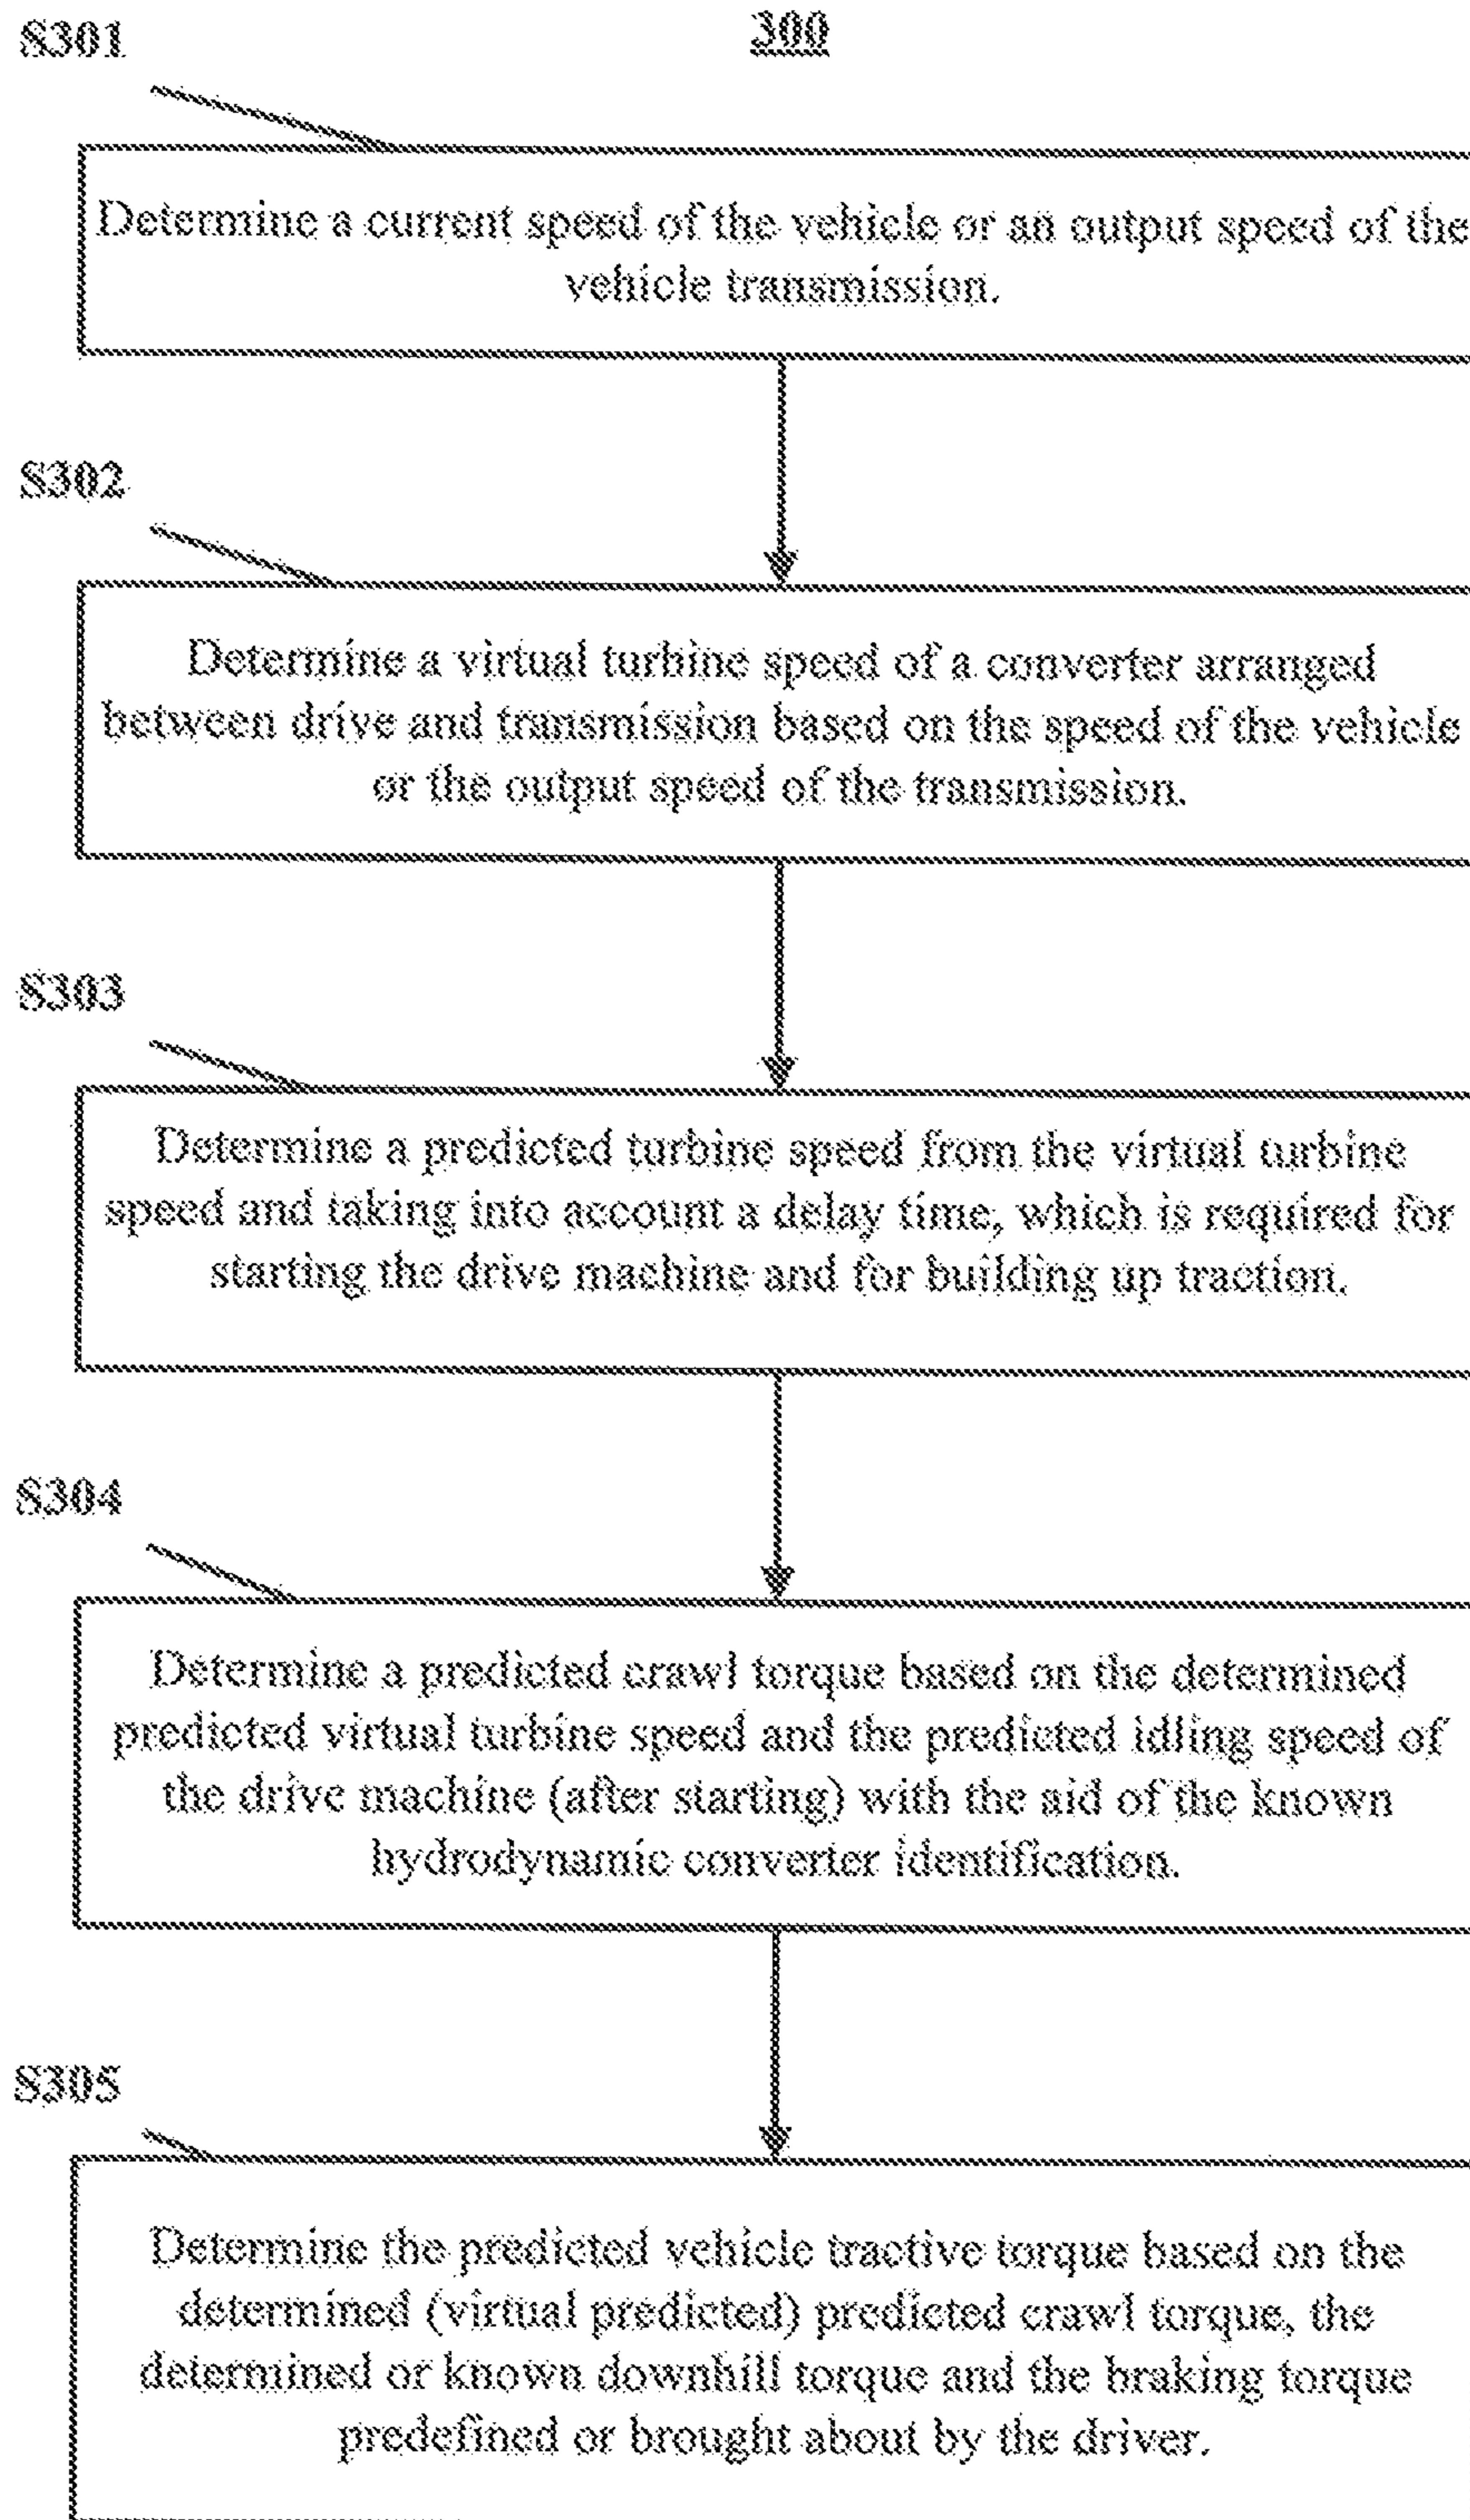 S301
300
Determine a current speed of the vehicle or an output speed of the
vehicle transmission.
S302
Determine a virtual turbine speed of a converter arranged
between drive and transmission based on the speed of the vehicle
or the output speed of the transmission.
S303
Determine a predicted turbine speed from the virtual turbine
speed and taking into account a delay time, which is required for
starting the drive machine and for building up traction.
S304
Determine a predicted crawl torque based on the determined
predicted virtual turbine speed and the predicted idling speed of
the drive machine (after starting) with the aid of the known
hydrodynamic converter identification.
S305
Determine the predicted vehicle tractive torque based on the
determined (virtual predicted) predicted crawl torque, the
determined or known downhill torque and the braking torque
predefined or brought about by the driver.